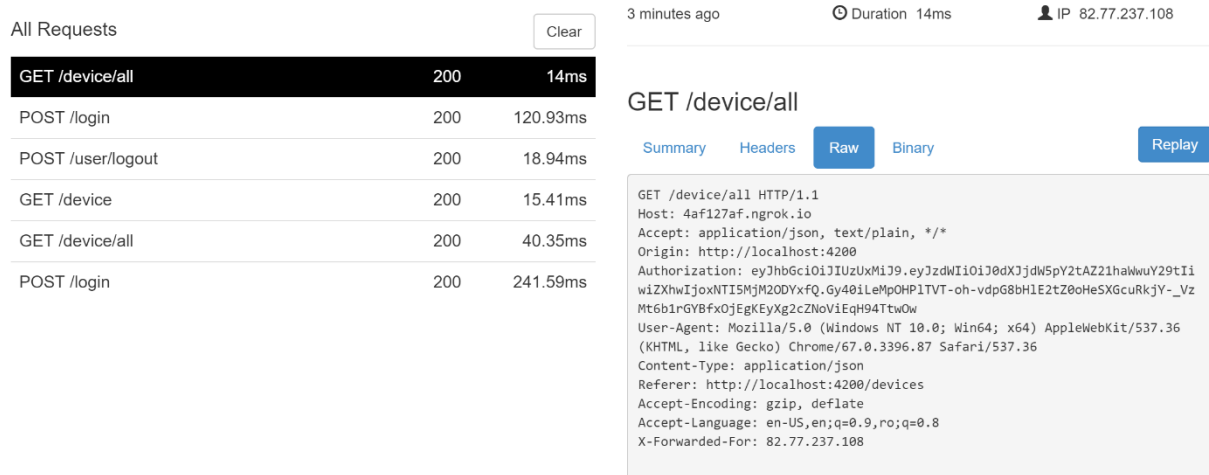 All Requests
Clear
GET /device/all 200 14ms
POST /login 200 120.93ms
POST /user/logout 200 18.94ms
GET /device 200 15.41ms
GET /device/all 200 40.35ms
POST /login 200 241.59ms
3 minutes ago Duration 14ms IP 82.77.237.108
GET /device/all
Summary Headers Raw Binary Replay
GET /device/all HTTP/1.1
Host: 4af127af.ngrok.io
Accept: application/json, text/plain, */*
Origin: http://localhost:4200
Authorization: eyJhbGciOiJIUzUxMiJ9.eyJzdWIiOiJ0dXJjdW5pY2tAZ21haWwuY29tIi
wiZXhwIjoxNTI5MjM2ODYxfQ.Gy40iLeMpOHPlTVT-oh-vdpG8bHlE2tZ0oHeSXGcuRkjY-_Vz
Mt6b1rGYBfxOjEgKEyXg2cZNoViEqH94TtwOw
User-Agent: Mozilla/5.0 (Windows NT 10.0; Win64; x64) AppleWebKit/537.36
(KHTML, like Gecko) Chrome/67.0.3396.87 Safari/537.36
Content-Type: application/json
Referer: http://localhost:4200/devices
Accept-Encoding: gzip, deflate
Accept-Language: en-US,en;q=0.9,ro;q=0.8
X-Forwarded-For: 82.77.237.108